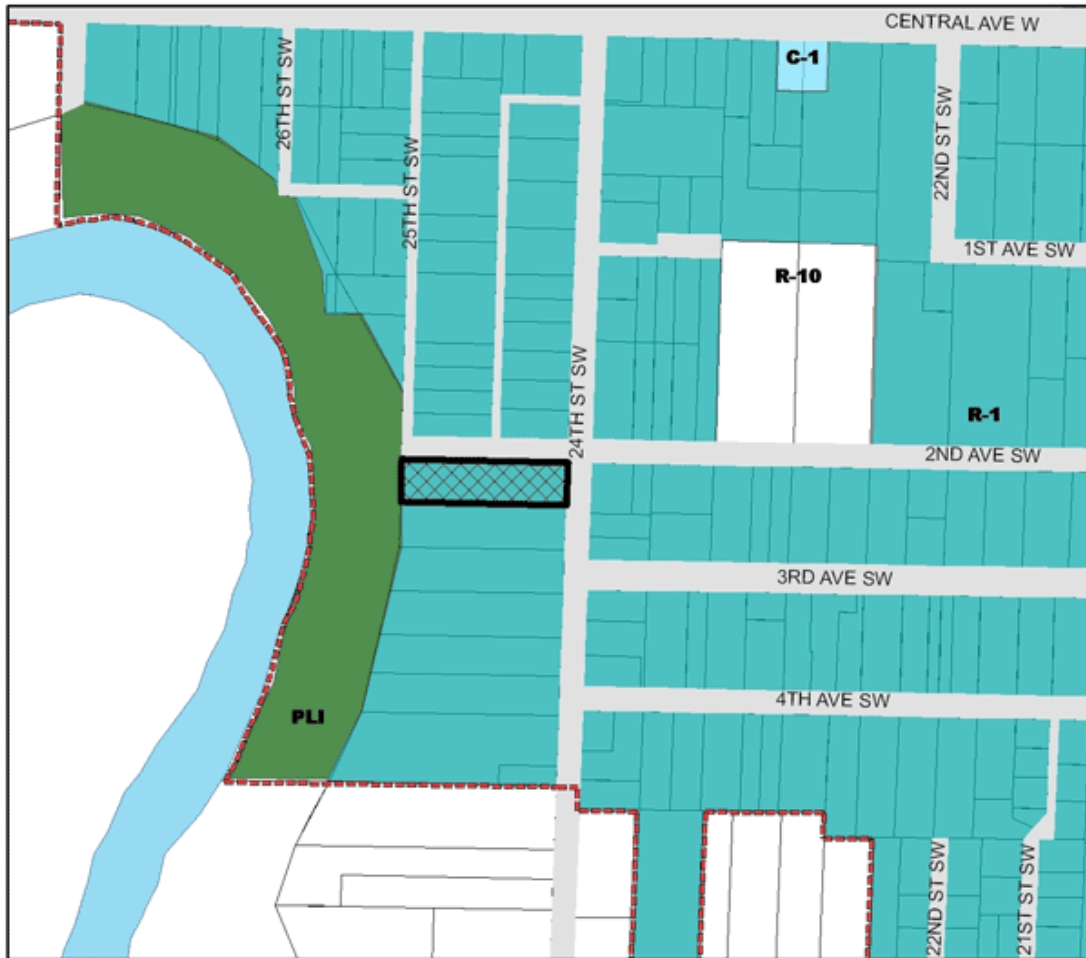 CENTRAL AVE W
C-1
26TH ST SW
22ND ST SW
25TH ST SW
1ST AVE SW
R-10
24TH ST SW
R-1
2ND AVE SW
3RD AVE SW
4TH AVE SW
PLI
22ND ST SW
21ST ST SW